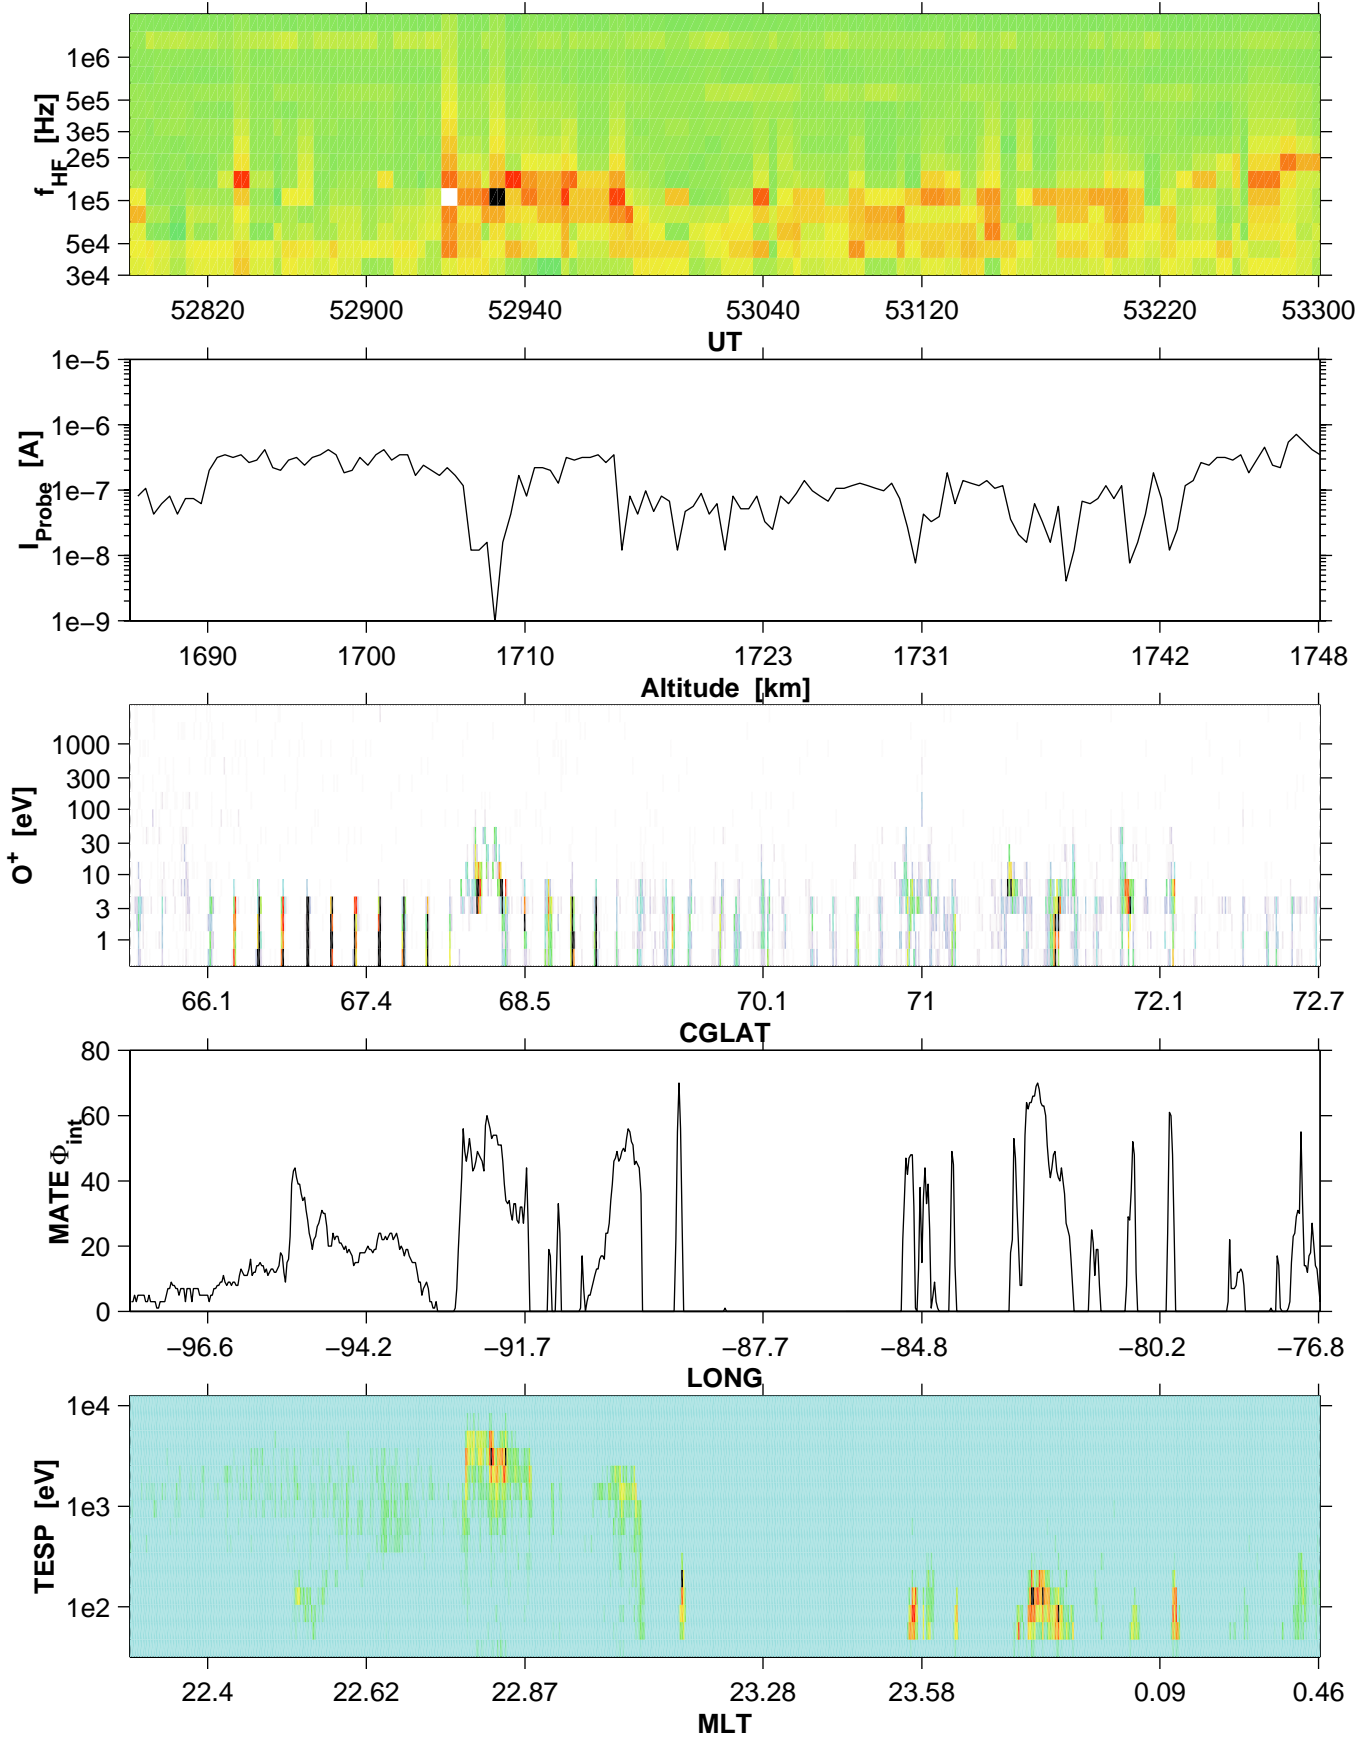 f_HF [Hz]
1e6
5e5
3e5
2e5
1e5
5e4
3e4
52820 52900 52940 53040 53120 53220 53300
UT
I_Probe [A]
1e−5
1e−6
1e−7
1e−8
1e−9
1690 1700 1710 1723 1731 1742 1748
Altitude [km]
O⁺ [eV]
1000
300
100
30
10
3
1
66.1 67.4 68.5 70.1 71 72.1 72.7
CGLAT
MATE Φ_int
80
60
40
20
0
−96.6 −94.2 −91.7 −87.7 −84.8 −80.2 −76.8
LONG
TESP [eV]
1e4
1e3
1e2
22.4 22.62 22.87 23.28 23.58 0.09 0.46
MLT